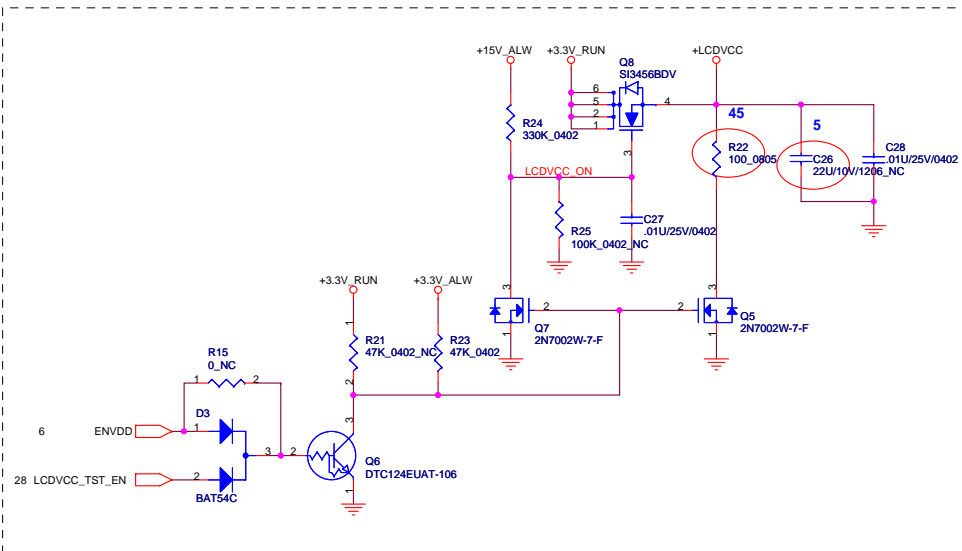 +15V_ALW
+3.3V_RUN
+LCDVCC
Q8
SI3456BDV
6
5
2
1
4
3
R24
330K_0402
45
5
R22
100_0805
C26
22U/10V/1206_NC
C28
.01U/25V/0402
LCDVCC_ON
R25
100K_0402_NC
C27
.01U/25V/0402
+3.3V_RUN
+3.3V_ALW
3
2
1
Q7
2N7002W-7-F
3
2
1
Q5
2N7002W-7-F
1
R21
47K_0402_NC
2
R23
47K_0402
R15
0_NC
1
2
D3
6
ENVDD
1
3
2
3
Q6
DTC124EUAT-106
1
28
LCDVCC_TST_EN
2
BAT54C